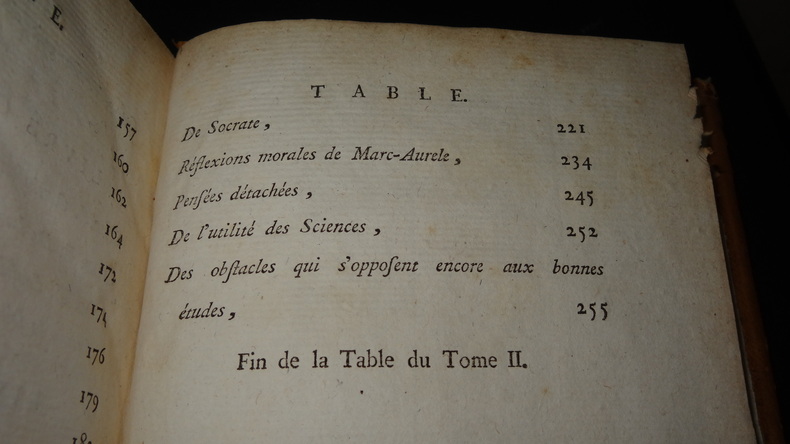 E.
157
160
162
164
172
174
176
179
TABLE.
De Socrate, 221
Réflexions morales de Marc-Aurele, 234
Penſées détachées, 245
De l'utilité des Sciences, 252
Des obſtacles qui s'oppoſent encore aux bonnes
études, 255
Fin de la Table du Tome II.